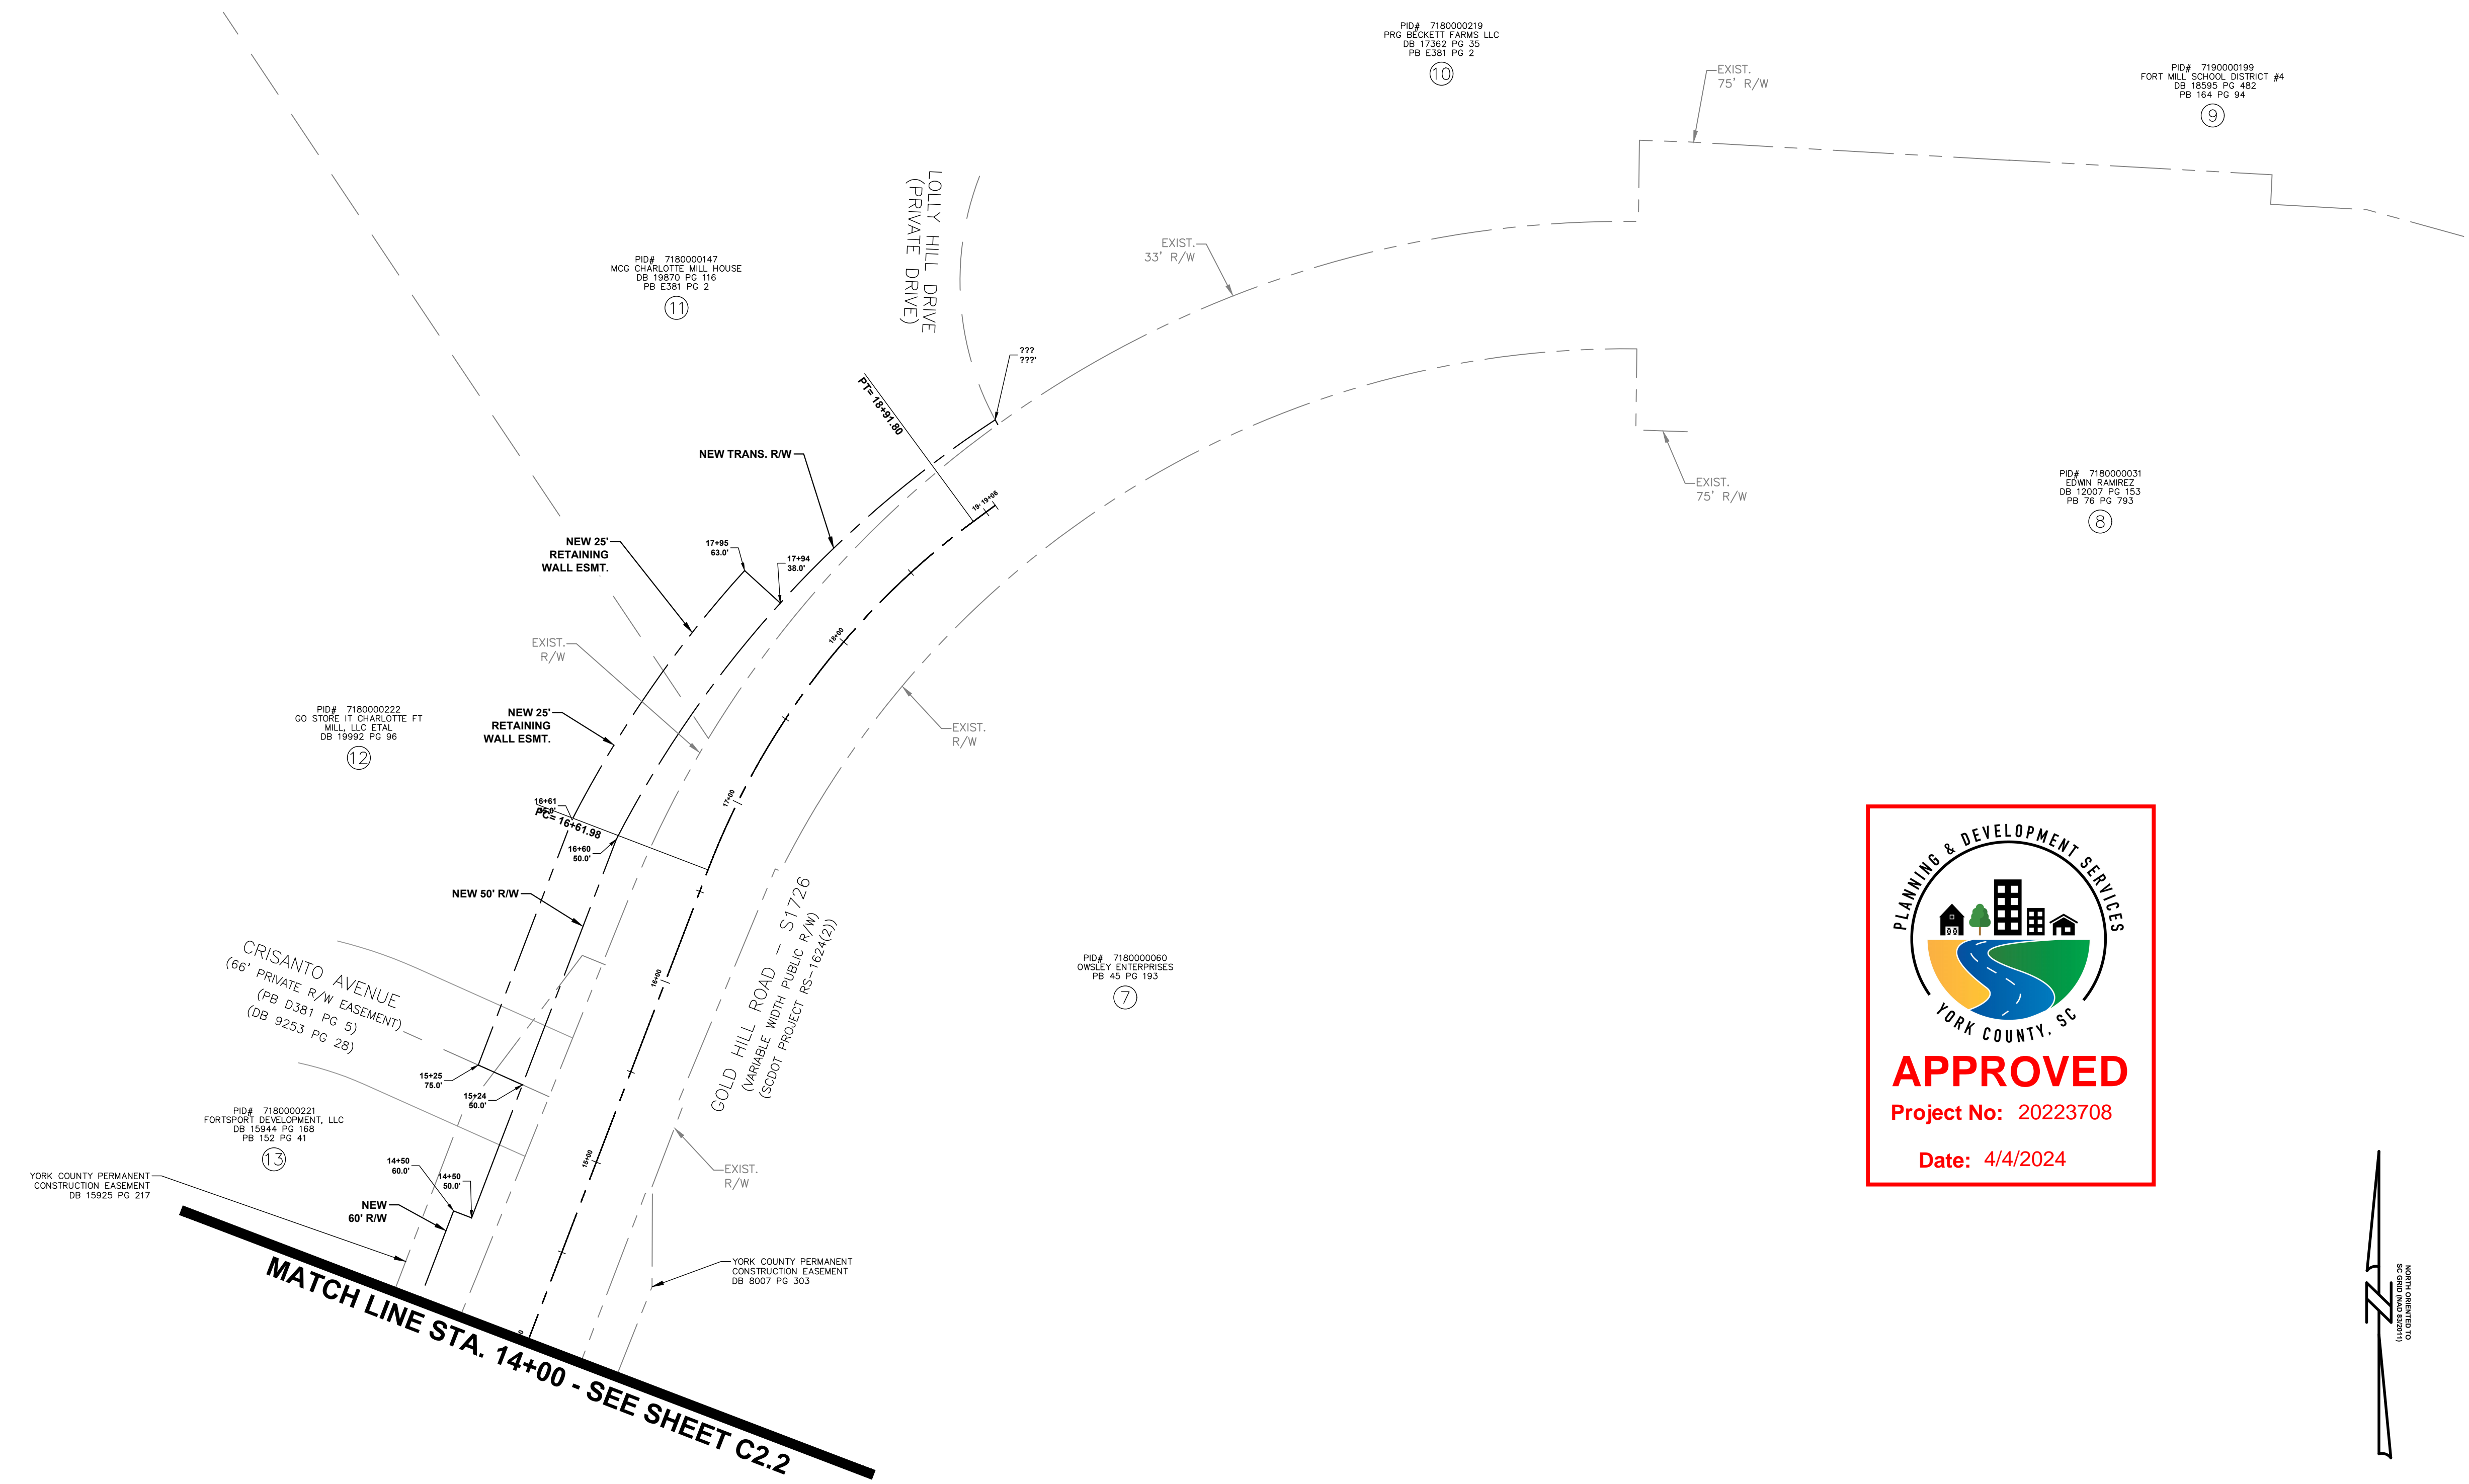 PID# 7180000219
PRG BECKETT FARMS LLC
DB 17362 PG 35
PB E381 PG 2
10
EXIST.
75' R/W
PID# 7190000199
FORT MILL SCHOOL DISTRICT #4
DB 18595 PG 482
PB 164 PG 94
9
LOLLY HILL DRIVE
(PRIVATE DRIVE)
EXIST.
33' R/W
PID# 7180000147
MCG CHARLOTTE MILL HOUSE
DB 19870 PG 116
PB E381 PG 2
11
???
???'
PT= 18+91.80
NEW TRANS. R/W
19+06
EXIST.
75' R/W
PID# 7180000031
EDWIN RAMIREZ
DB 12007 PG 153
PB 76 PG 793
8
NEW 25'
RETAINING
WALL ESMT.
17+95
63.0'
17+94
38.0'
18+00
EXIST.
R/W
PID# 7180000222
GO STORE IT CHARLOTTE FT
MILL, LLC ETAL
DB 19992 PG 96
12
NEW 25'
RETAINING
WALL ESMT.
EXIST.
R/W
17+00
16+61
PC= 16+61.98
16+60
50.0'
NEW 50' R/W
GOLD HILL ROAD - S1726
(VARIABLE WIDTH PUBLIC R/W)
(SCDOT PROJECT RS-1624(2))
16+00
CRISANTO AVENUE
(66' PRIVATE R/W EASEMENT)
(PB D381 PG 5)
(DB 9253 PG 28)
PID# 7180000060
OWSLEY ENTERPRISES
PB 45 PG 193
7
15+25
75.0'
15+24
50.0'
PID# 7180000221
FORTSPORT DEVELOPMENT, LLC
DB 15944 PG 168
PB 152 PG 41
13
15+00
14+50
60.0'
14+50
50.0'
EXIST.
R/W
YORK COUNTY PERMANENT
CONSTRUCTION EASEMENT
DB 15925 PG 217
NEW
60' R/W
YORK COUNTY PERMANENT
CONSTRUCTION EASEMENT
DB 8007 PG 303
MATCH LINE STA. 14+00 - SEE SHEET C2.2
PLANNING & DEVELOPMENT SERVICES
YORK COUNTY, SC
APPROVED
Project No: 20223708
Date: 4/4/2024
NORTH ORIENTED TO
SC GRID (NAD 83/2011)